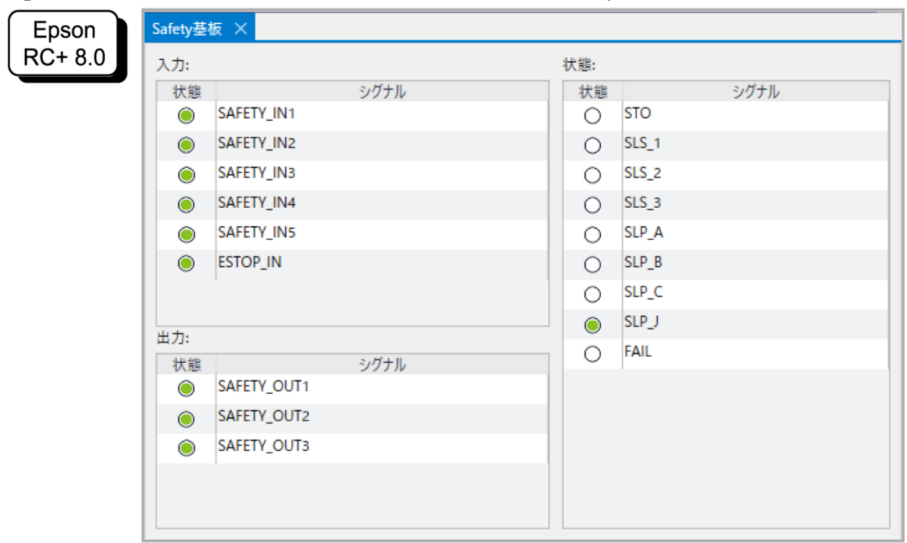 Epson
RC+ 8.0
Safety基板
入力:
状態 シグナル
SAFETY_IN1
SAFETY_IN2
SAFETY_IN3
SAFETY_IN4
SAFETY_IN5
ESTOP_IN
出力:
状態 シグナル
SAFETY_OUT1
SAFETY_OUT2
SAFETY_OUT3
状態:
状態 シグナル
STO
SLS_1
SLS_2
SLS_3
SLP_A
SLP_B
SLP_C
SLP_J
FAIL